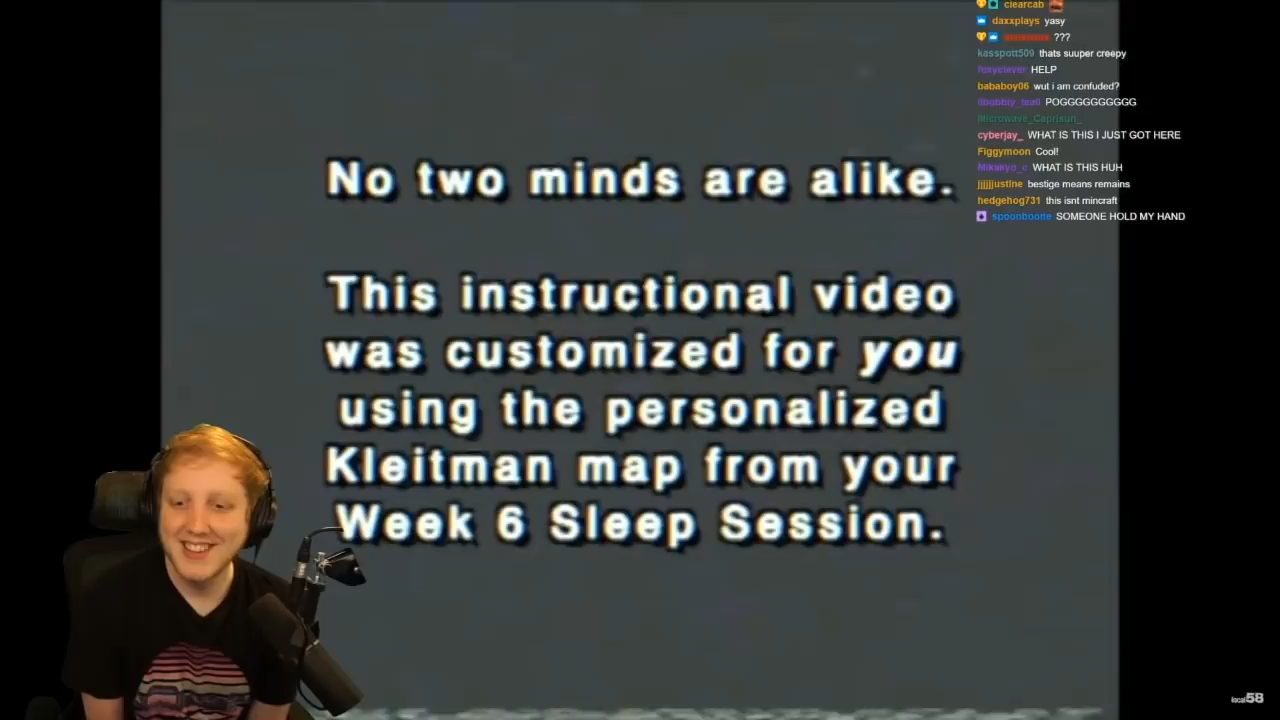 No two minds are alike.
This instructional video
was customized for you
using the personalized
Kleitman map from your
Week 6 Sleep Session.
clearcab
daxxplays yasy
???
kasspott509 thats suuper creepy
HELP
bababoy06 wut i am confuded?
POGGGGGGGGGG
Microwave_Caprisun_
cyberjay_ WHAT IS THIS I JUST GOT HERE
Figgymoon Cool!
WHAT IS THIS HUH
jjjjjjustine bestige means remains
hedgehog731 this isnt mincraft
spoonboone SOMEONE HOLD MY HAND
local58